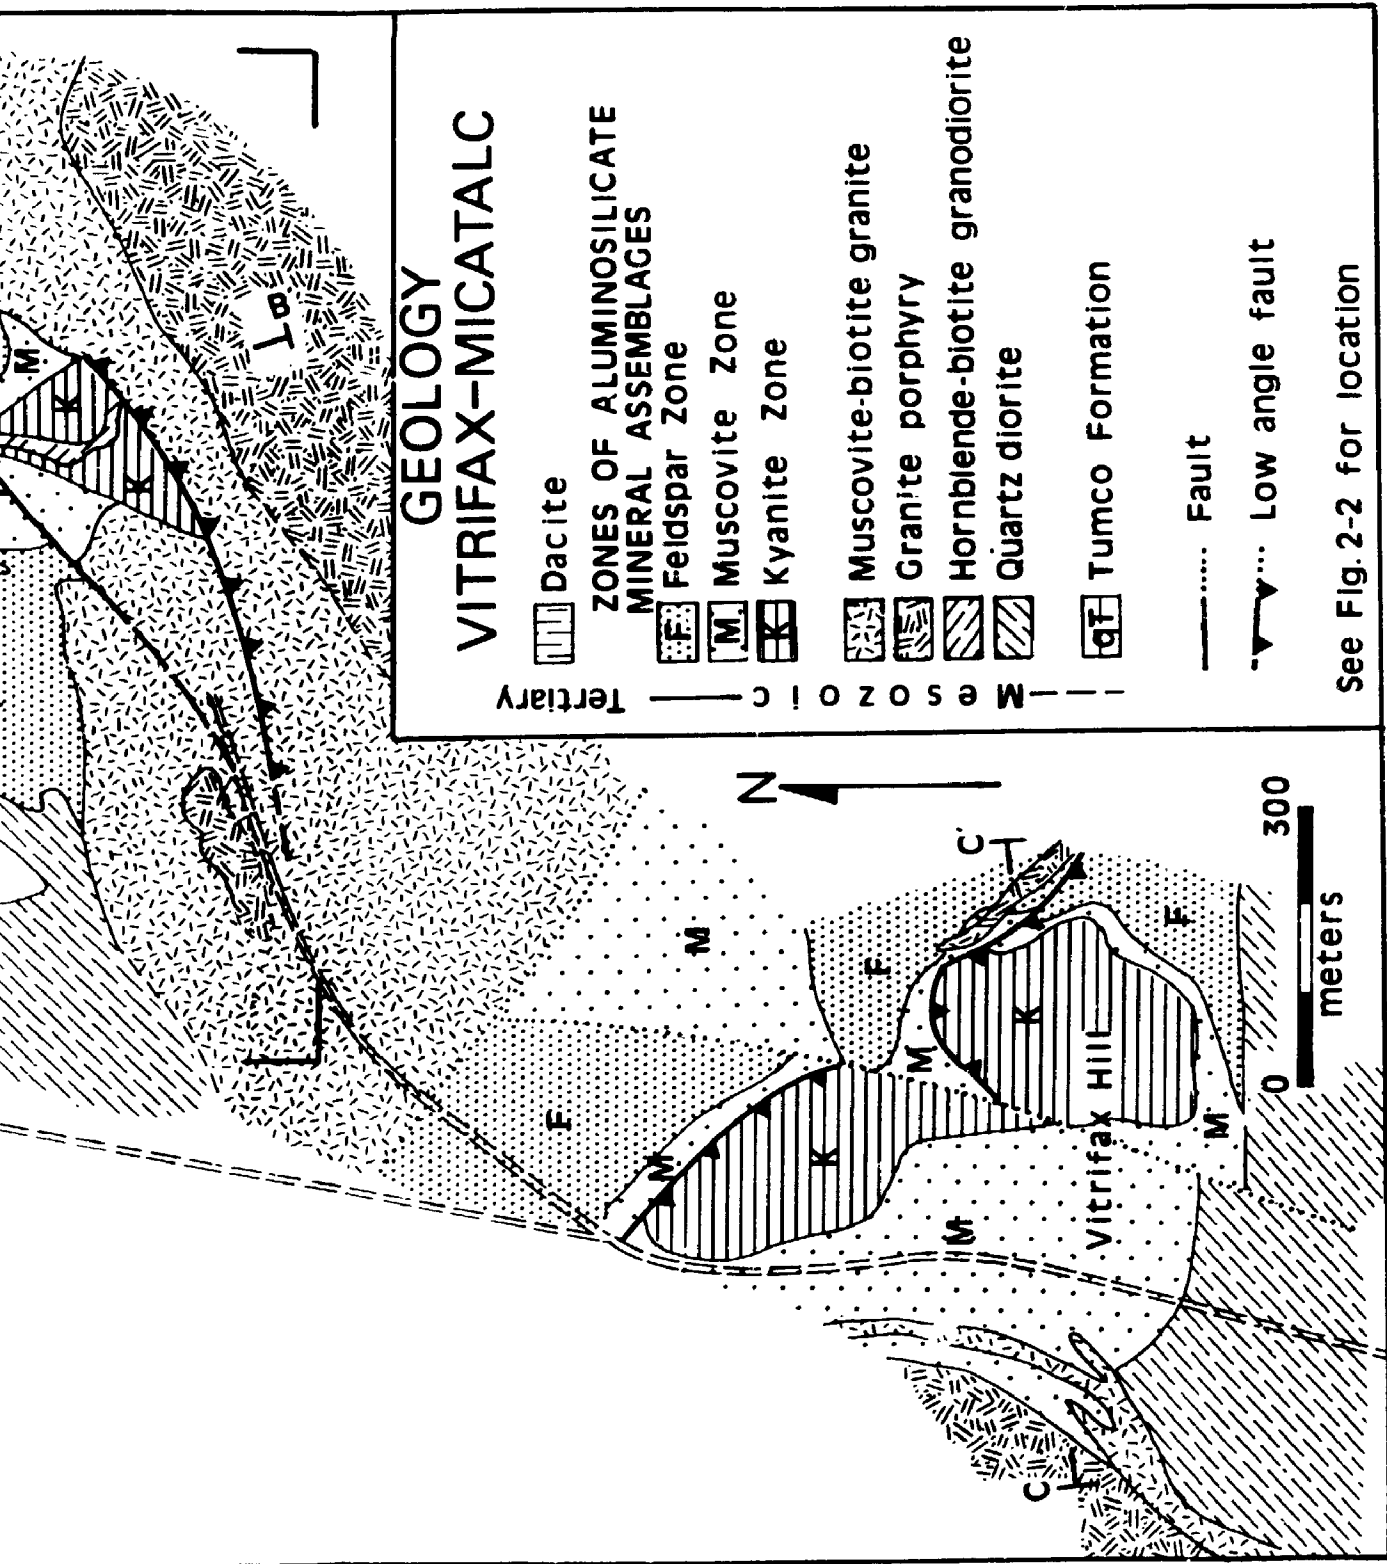 GEOLOGY
VITRIFAX-MICATALC
Dacite
ZONES OF ALUMINOSILICATE
MINERAL ASSEMBLAGES
F Feldspar Zone
M Muscovite Zone
K Kyanite Zone
Muscovite-biotite granite
Granite porphyry
Hornblende-biotite granodiorite
Quartz diorite
qT Tumco Formation
Fault
Low angle fault
See Fig. 2-2 for location
Tertiary
Mesozoic
N
0 300
meters
Vitrifax Hill
M
K
K
B
M
F
M
K
M
F
M
K
F
M
C'
C